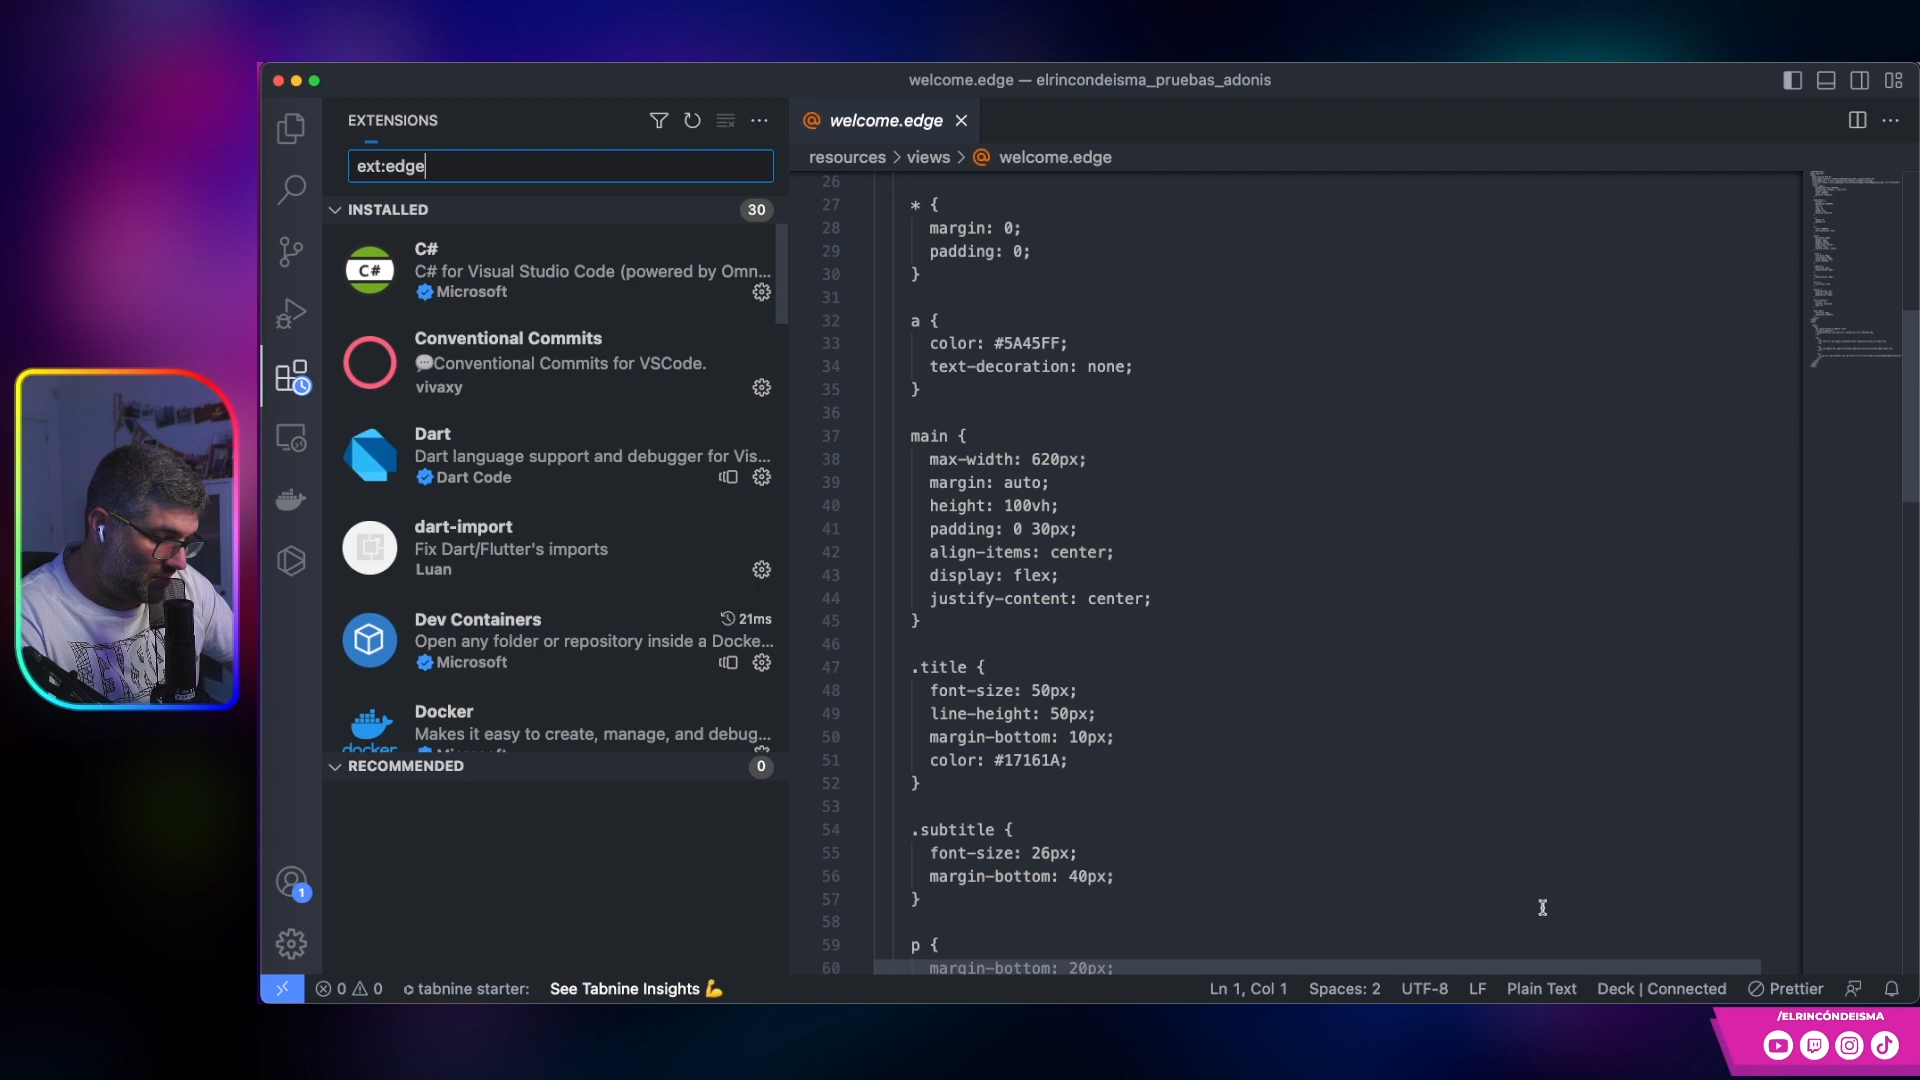 welcome.edge — elrincondeisma_pruebas_adonis
EXTENSIONS
ext:edge
INSTALLED
30
C#
C#
C# for Visual Studio Code (powered by Omn...
Microsoft
Conventional Commits
💬Conventional Commits for VSCode.
vivaxy
Dart
Dart language support and debugger for Vis...
Dart Code
dart-import
Fix Dart/Flutter's imports
Luan
Dev Containers
21ms
Open any folder or repository inside a Docke...
Microsoft
Docker
Makes it easy to create, manage, and debug...
docker
Microsoft
RECOMMENDED
0
1
welcome.edge
resources > views > welcome.edge
26
27 * {
28 margin: 0;
29 padding: 0;
30 }
31
32 a {
33 color: #5A45FF;
34 text-decoration: none;
35 }
36
37 main {
38 max-width: 620px;
39 margin: auto;
40 height: 100vh;
41 padding: 0 30px;
42 align-items: center;
43 display: flex;
44 justify-content: center;
45 }
46
47 .title {
48 font-size: 50px;
49 line-height: 50px;
50 margin-bottom: 10px;
51 color: #17161A;
52 }
53
54 .subtitle {
55 font-size: 26px;
56 margin-bottom: 40px;
57 }
58
59 p {
60 margin-bottom: 20px;
0 0 tabnine starter: See Tabnine Insights 💪 Ln 1, Col 1 Spaces: 2 UTF-8 LF Plain Text Deck | Connected Prettier
/ELRINCÓNDEISMA